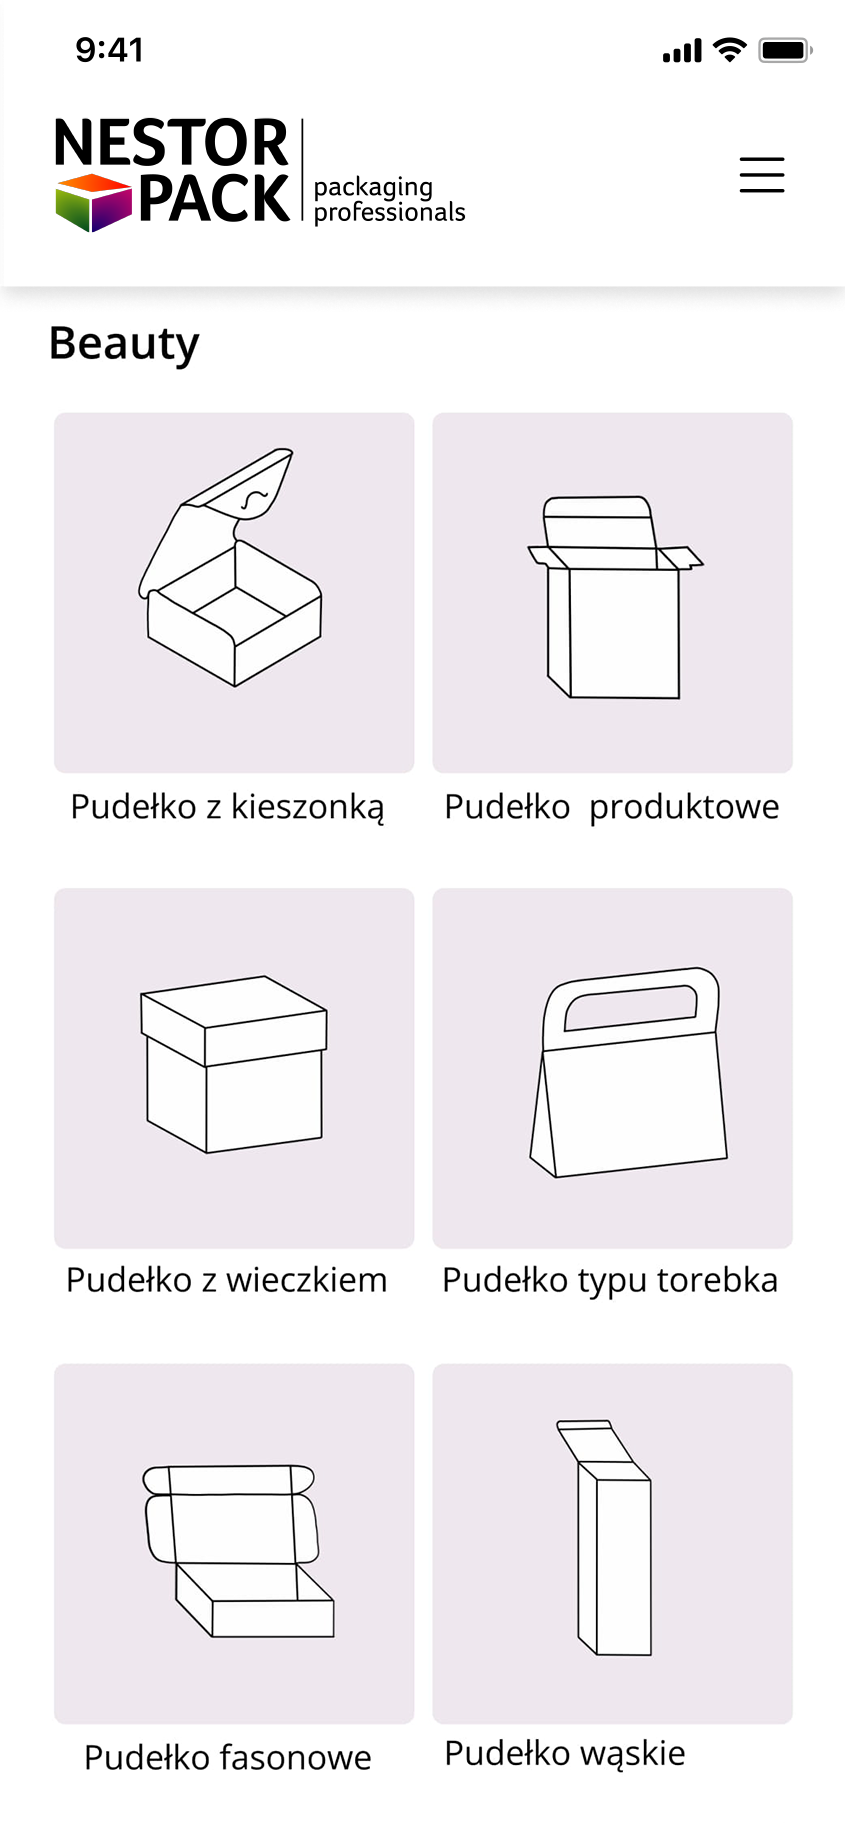 9:41
NESTOR
PACK
packaging
professionals
Beauty
Pudełko z kieszonką
Pudełko produktowe
Pudełko z wieczkiem
Pudełko typu torebka
Pudełko fasonowe
Pudełko wąskie